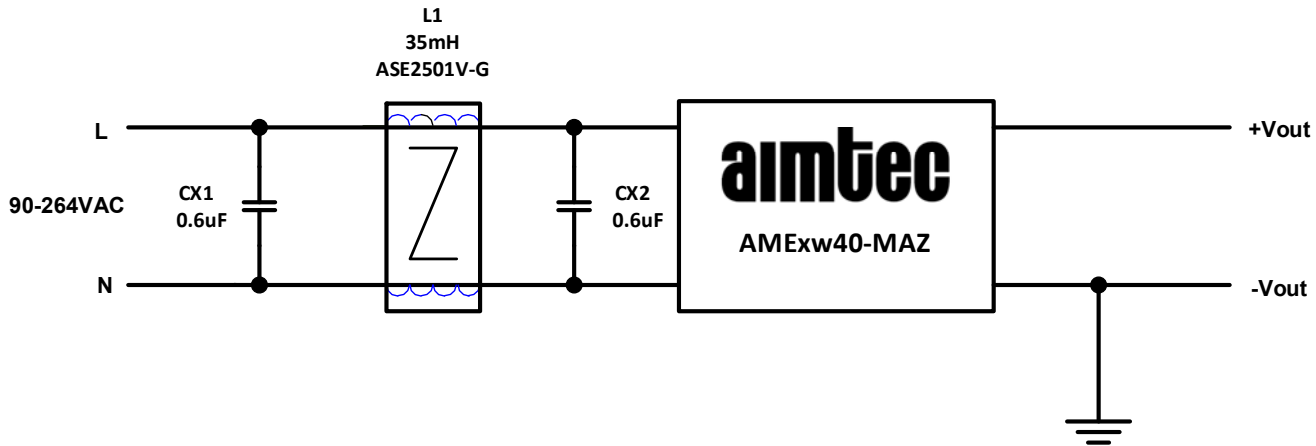 L1
35mH
ASE2501V-G
L
+Vout
aimtec
CX1
0.6uF
CX2
0.6uF
90-264VAC
AMExw40-MAZ
N
-Vout